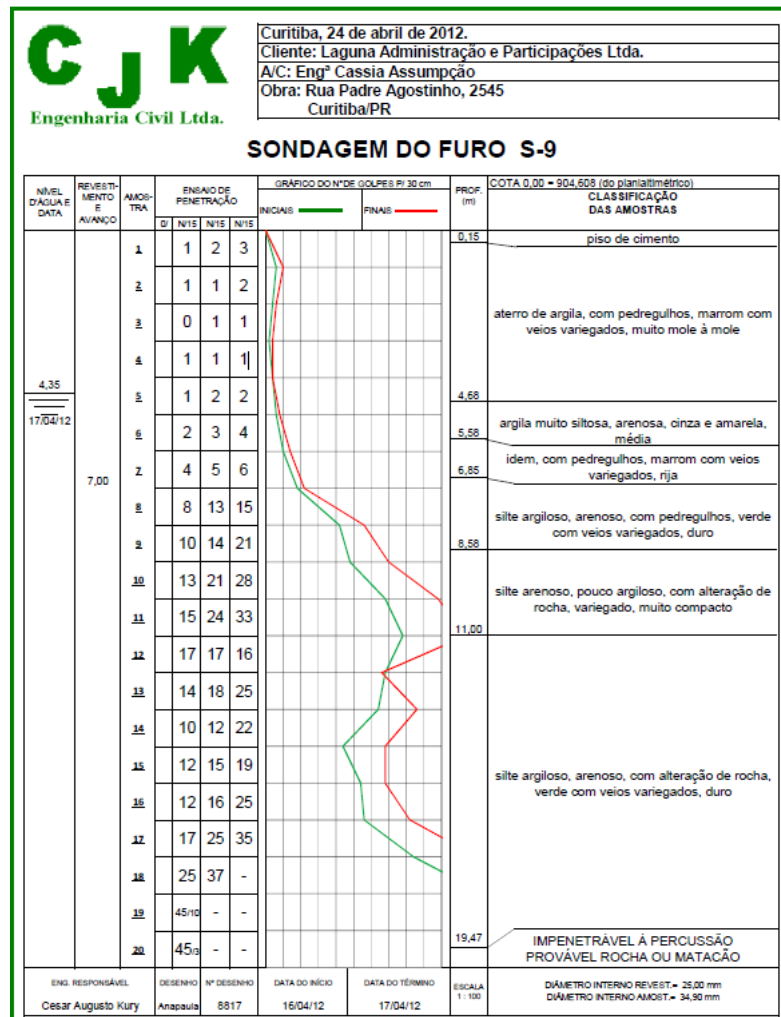 CJK
Engenharia Civil Ltda.
Curitiba, 24 de abril de 2012.
Cliente: Laguna Administração e Participações Ltda.
A/C: Engª Cassia Assumpção
Obra: Rua Padre Agostinho, 2545
Curitiba/PR
SONDAGEM DO FURO S-9
NÍVEL D'ÁGUA E DATA
REVESTI-MENTO E AVANÇO
AMOS-TRA
ENSAIO DE PENETRAÇÃO
0/ N/15 N/15 N/15
GRÁFICO DO Nº DE GOLPES P/ 30 cm
INICIAIS FINAIS
PROF. (m)
COTA 0,00 = 904,608 (do planialtimétrico)
CLASSIFICAÇÃO
DAS AMOSTRAS
0,15 piso de cimento
1 1 2 3
2 1 1 2
3 0 1 1
aterro de argila, com pedregulhos, marrom com
veios variegados, muito mole à mole
4 1 1 1
4,35
17/04/12
4,68
5 1 2 2
argila muito siltosa, arenosa, cinza e amarela,
média
6 2 3 4
5,58
idem, com pedregulhos, marrom com veios
variegados, rija
7 4 5 6
6,85
7,00
8 8 13 15
silte argiloso, arenoso, com pedregulhos, verde
com veios variegados, duro
9 10 14 21
8,58
10 13 21 28
silte arenoso, pouco argiloso, com alteração de
rocha, variegado, muito compacto
11 15 24 33
11,00
12 17 17 16
13 14 18 25
14 10 12 22
15 12 15 19
silte argiloso, arenoso, com alteração de rocha,
verde com veios variegados, duro
16 12 16 25
17 17 25 35
18 25 37 -
19 45/10 - -
20 45/3 - -
19,47
IMPENETRÁVEL À PERCUSSÃO
PROVÁVEL ROCHA OU MATACÃO
ENG. RESPONSÁVEL
Cesar Augusto Kury
DESENHO
Anapaula
Nº DESENHO
8817
DATA DO INÍCIO
16/04/12
DATA DO TÉRMINO
17/04/12
ESCALA
1 : 100
DIÂMETRO INTERNO REVEST.= 25,00 mm
DIÂMETRO INTERNO AMOST.= 34,90 mm